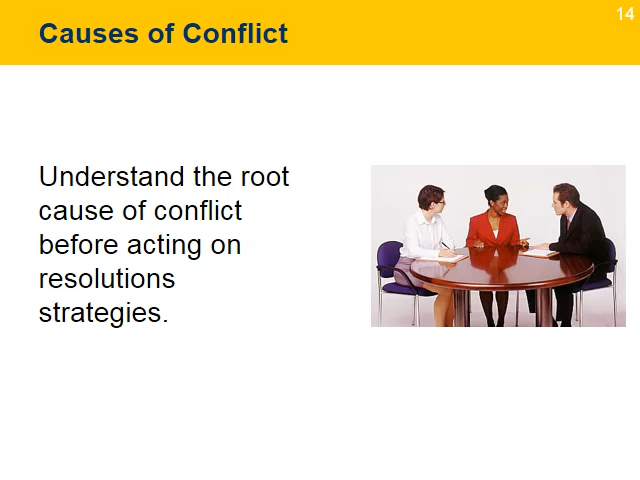 14
Causes of Conflict
Understand the root
cause of conflict
before acting on
resolutions
strategies.